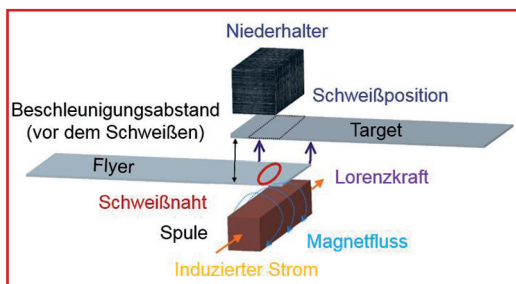 Niederhalter
Schweißposition
Beschleunigungsabstand
(vor dem Schweißen)
Target
Flyer
Lorenzkraft
Schweißnaht
Spule
Magnetfluss
Induzierter Strom